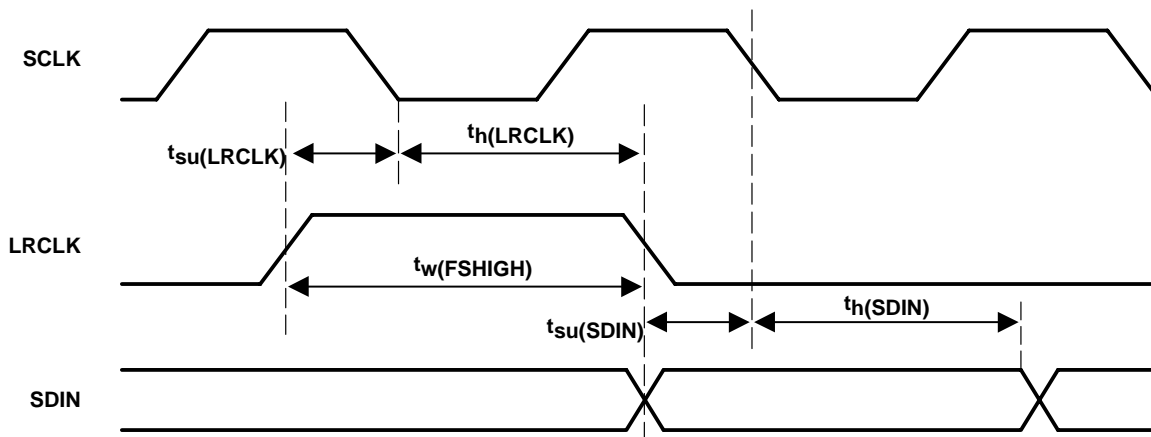 SCLK
tsu(LRCLK)
th(LRCLK)
LRCLK
tw(FSHIGH)
tsu(SDIN)
th(SDIN)
SDIN